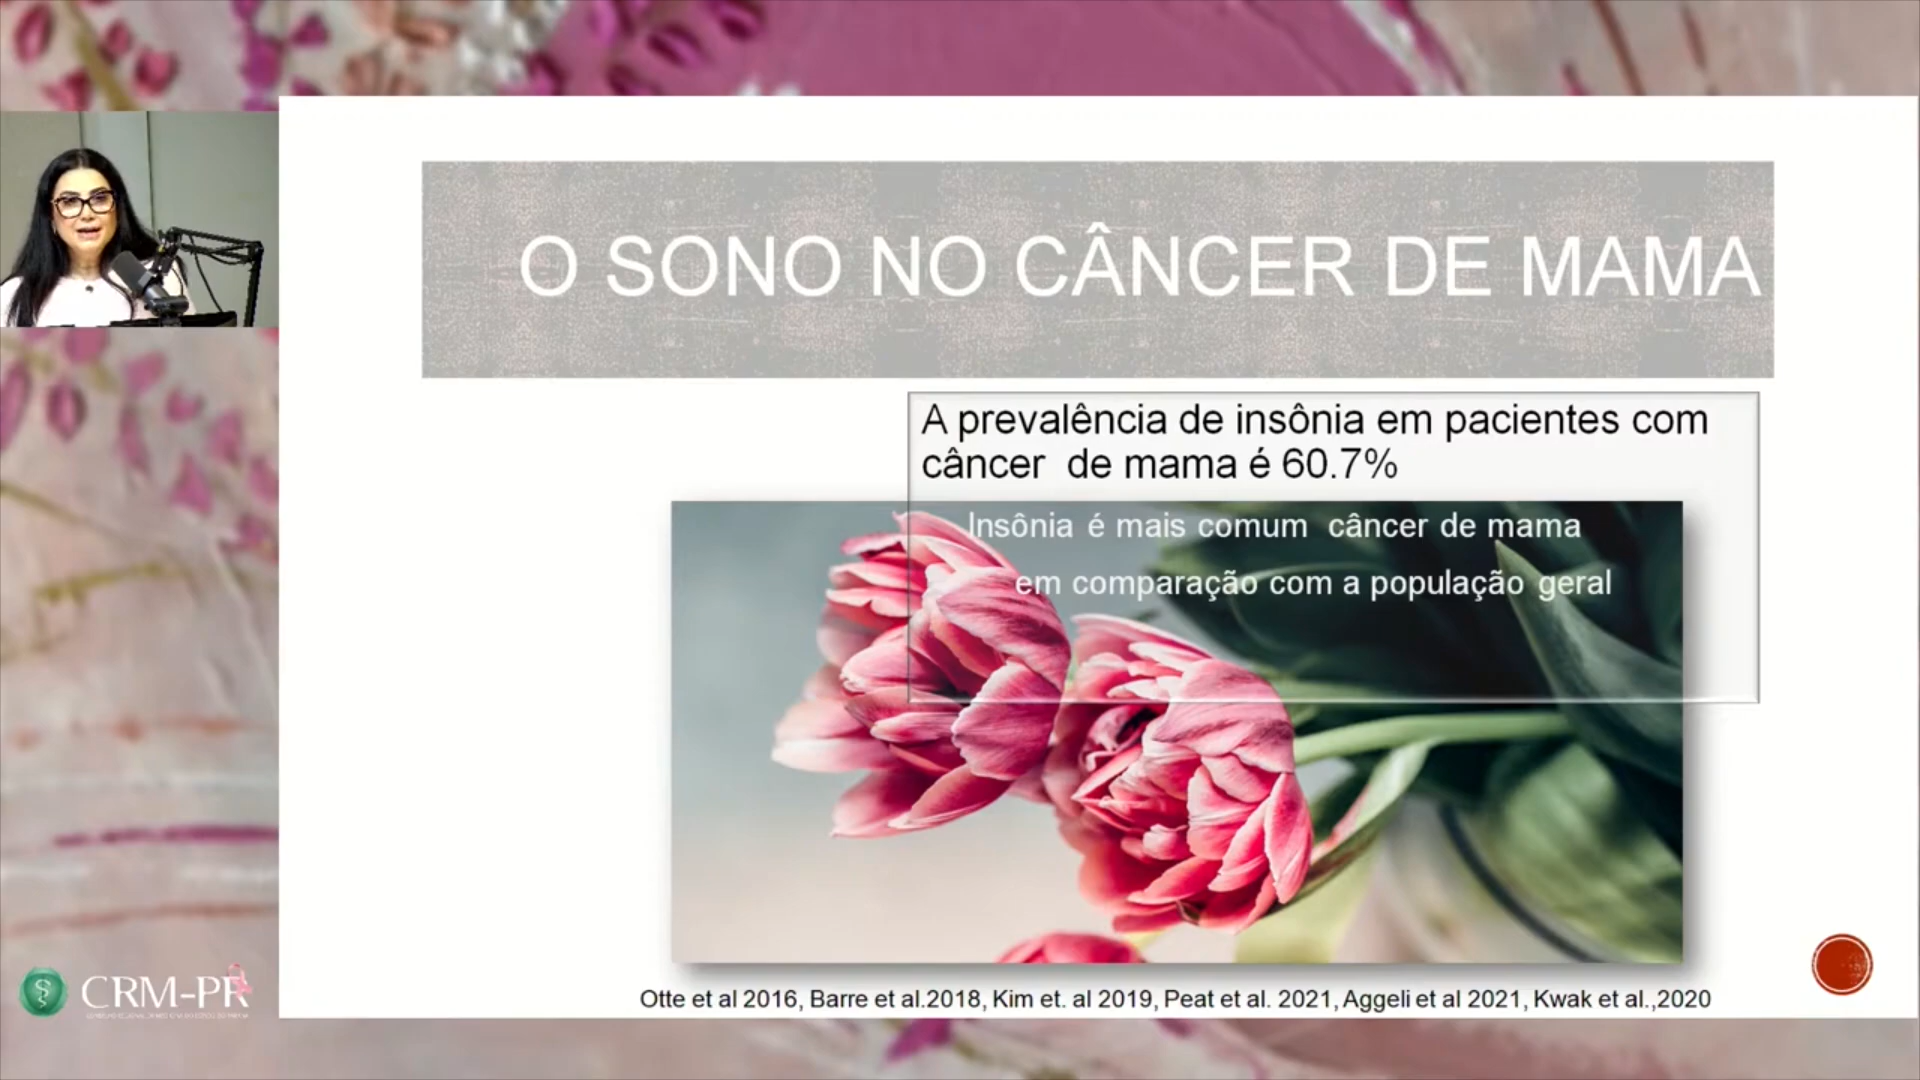 O SONO NO CÂNCER DE MAMA
A prevalência de insônia em pacientes com
câncer de mama é 60.7%
Insônia é mais comum câncer de mama
em comparação com a população geral
Otte et al 2016, Barre et al.2018, Kim et. al 2019, Peat et al. 2021, Aggeli et al 2021, Kwak et al.,2020
CRM-PR